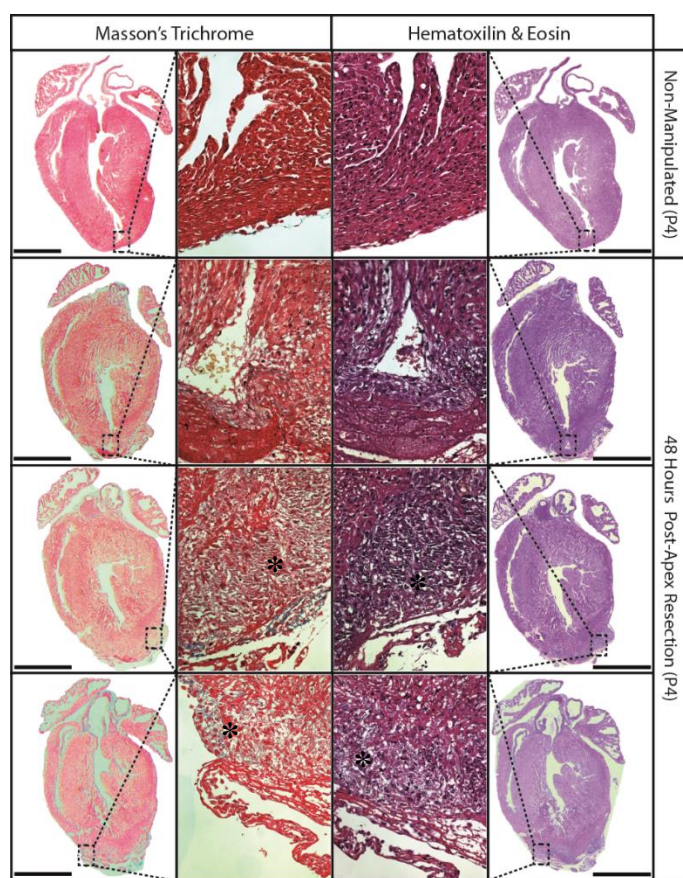 Masson's Trichrome
Hematoxilin & Eosin
Non-Manipulated (P4)
48 Hours Post-Apex Resection (P4)
*
*
*
*